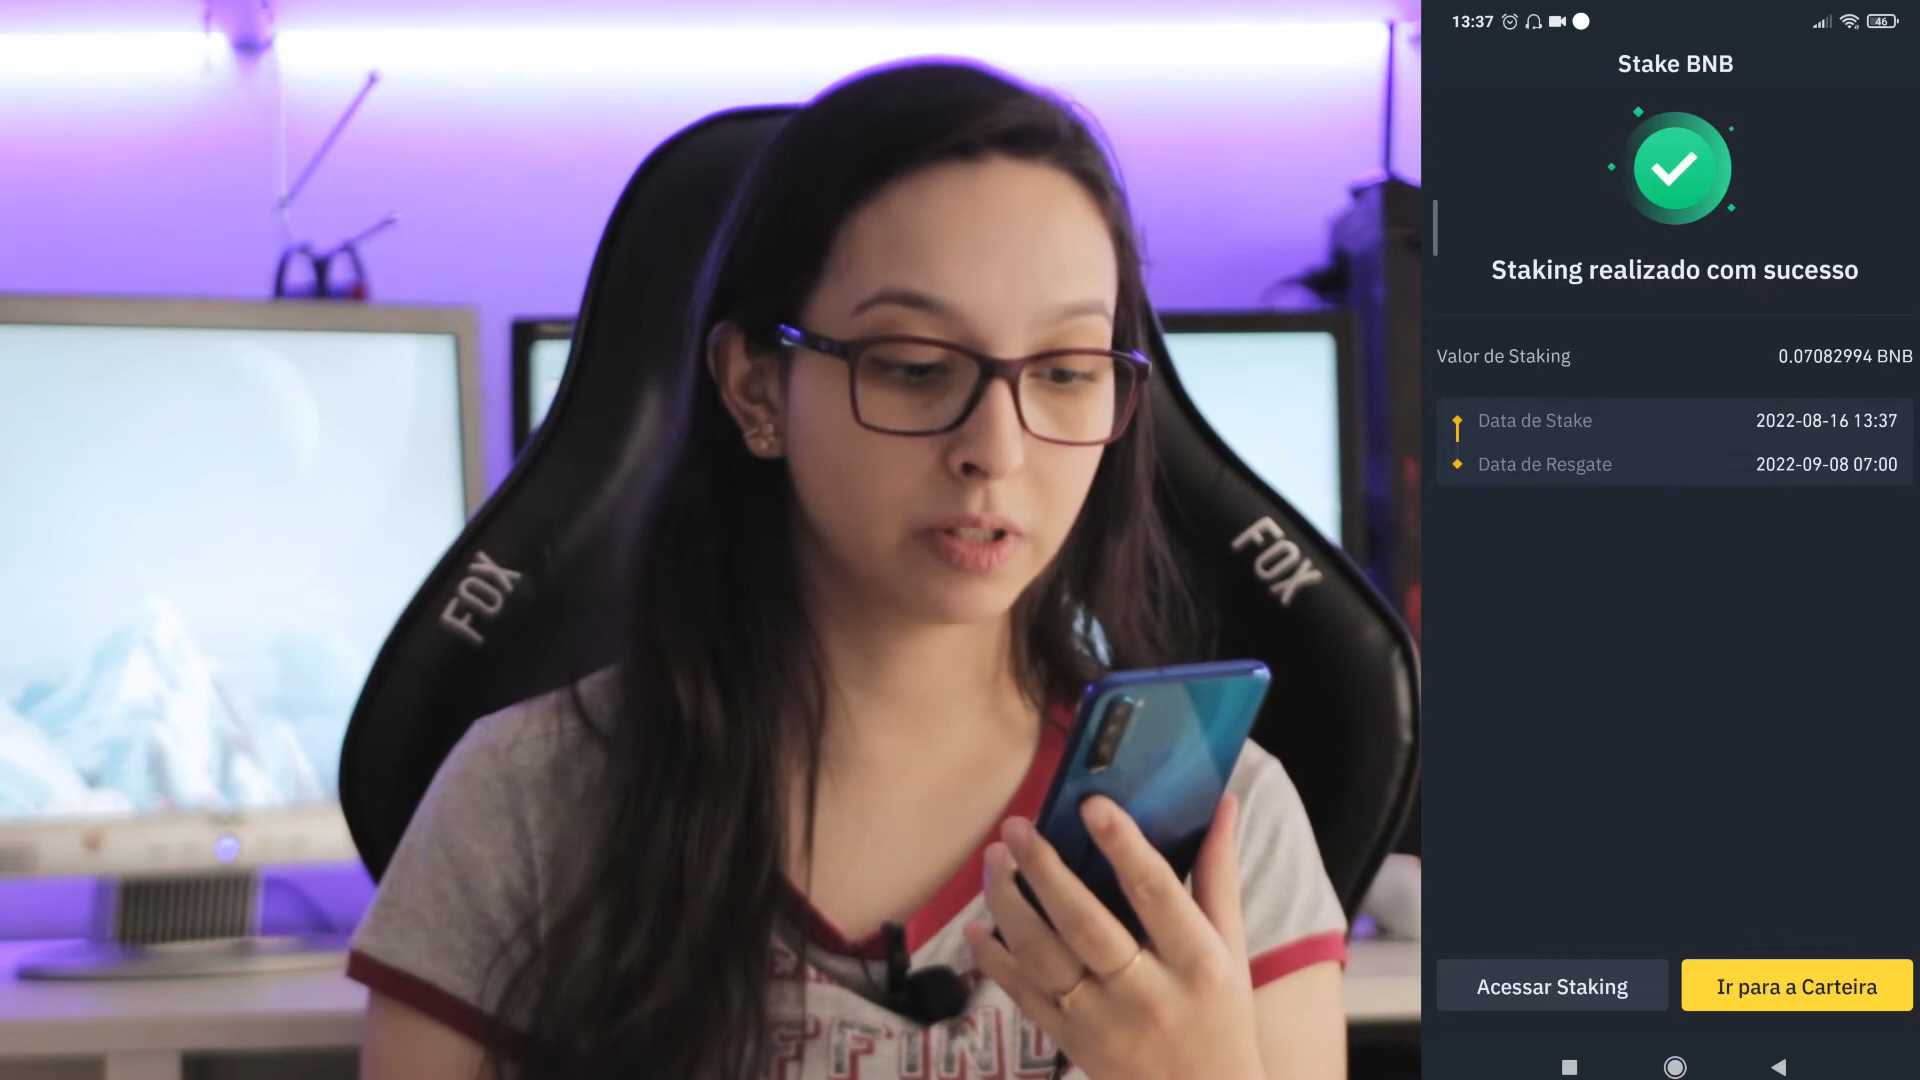 13:37
46
Stake BNB
Staking realizado com sucesso
Valor de Staking 0.07082994 BNB
Data de Stake 2022-08-16 13:37
Data de Resgate 2022-09-08 07:00
Acessar Staking Ir para a Carteira
FOX
FOX